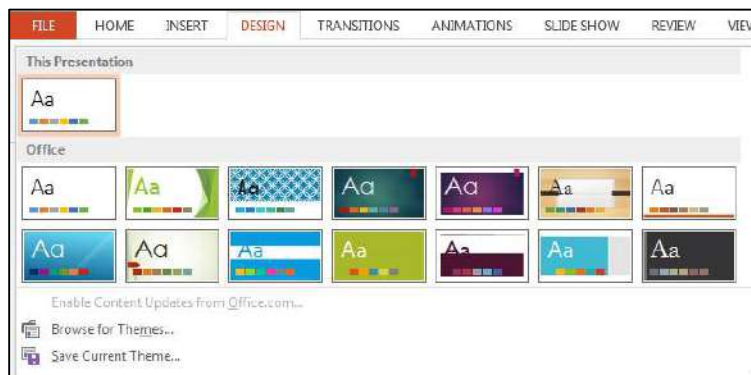 FILE HOME INSERT DESIGN TRANSITIONS ANIMATIONS SLIDE SHOW REVIEW VIEW
This Presentation
Aa
Office
Aa Aa Aa Aa Aa Aa Aa
Aa Aa Aa Aa Aa Aa Aa
Enable Content Updates from Office.com...
Browse for Themes...
Save Current Theme...